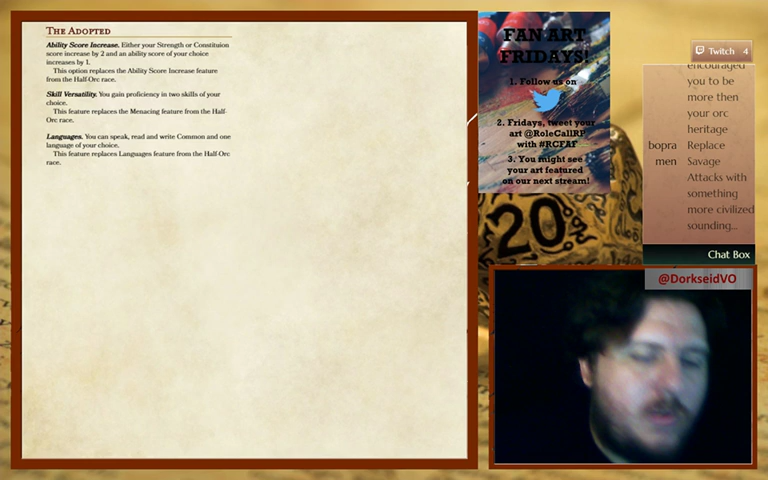 The Adopted
Ability Score Increase. Either your Strength or Constituion
score increase by 2 and an ability score of your choice
increases by 1.
This option replaces the Ability Score Increase feature
from the Half-Orc race.
Skill Versatility. You gain proficiency in two skills of your
choice.
This feature replaces the Menacing feature from the Half-
Orc race.
Languages. You can speak, read and write Common and one
language of your choice.
This feature replaces Languages feature from the Half-Orc
race.
FAN ART
FRIDAYS!
1. Follow us on
2. Fridays, tweet your
art @RoleCallRP
with #RCFAF
3. You might see
your art featured
on our next stream!
20
Twitch 4
encouraged
you to be
more then
your orc
heritage
bopra
men
Replace
Savage
Attacks with
something
more civilized
sounding...
Chat Box
@DorkseidVO